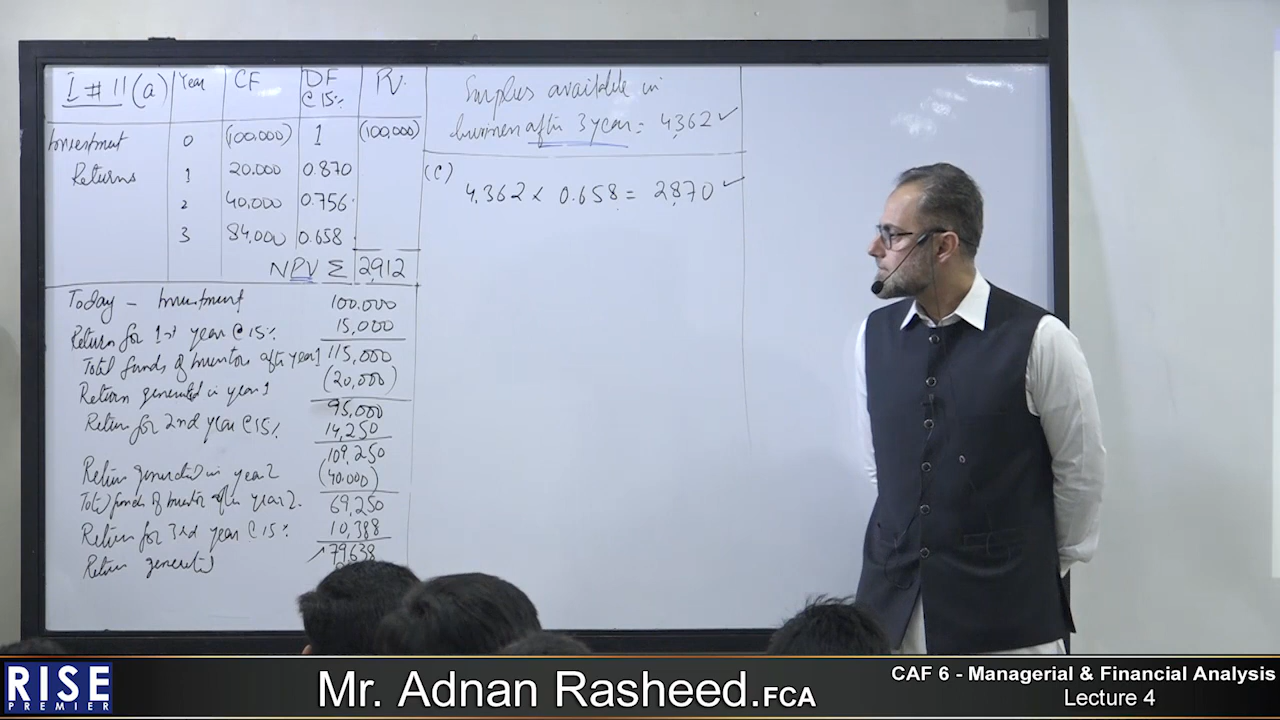 I # 11 (a) Year CF DF @ 15% P.V.
Investment 0 (100,000) 1 (100,000)
Returns 1 20,000 0.870
2 40,000 0.756
3 84,000 0.658
NPV Σ 2,912
Today - Investment 100,000
Return for 1st year @ 15% 15,000
Total funds of Investor after year 1 115,000
Return generated in year 1 (20,000)
95,000
Return for 2nd year @ 15% 14,250
109,250
Return generated in year 2 (40,000)
Total funds of Investor after year 2. 69,250
Return for 3rd year @ 15% 10,388
79,638
Return generated
Surplus available in
business after 3 year = 4,362 ✓
(c)
4,362 × 0.658 = 2,870 ✓
RISE
PREMIER
Mr. Adnan Rasheed.FCA
CAF 6 - Managerial & Financial Analysis
Lecture 4